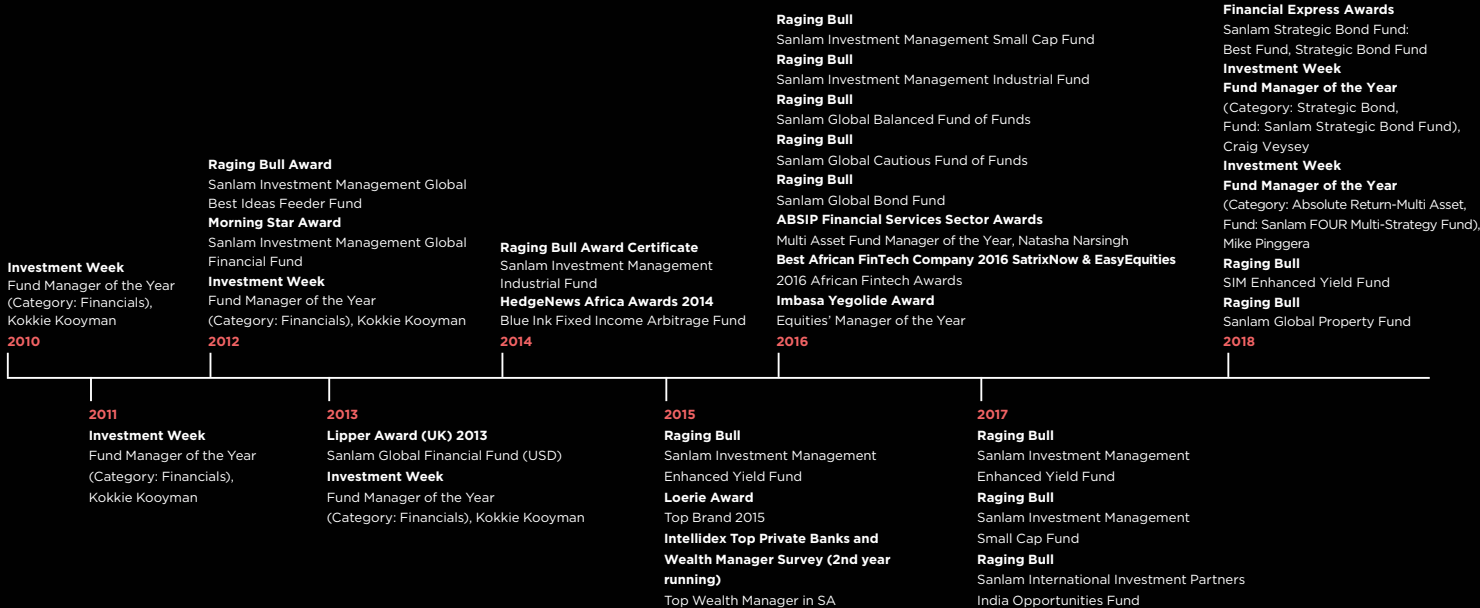 Investment Week
Fund Manager of the Year
(Category: Financials),
Kokkie Kooyman
2010
2011
Investment Week
Fund Manager of the Year
(Category: Financials),
Kokkie Kooyman
Raging Bull Award
Sanlam Investment Management Global
Best Ideas Feeder Fund
Morning Star Award
Sanlam Investment Management Global
Financial Fund
Investment Week
Fund Manager of the Year
(Category: Financials), Kokkie Kooyman
2012
2013
Lipper Award (UK) 2013
Sanlam Global Financial Fund (USD)
Investment Week
Fund Manager of the Year
(Category: Financials), Kokkie Kooyman
Raging Bull Award Certificate
Sanlam Investment Management
Industrial Fund
HedgeNews Africa Awards 2014
Blue Ink Fixed Income Arbitrage Fund
2014
2015
Raging Bull
Sanlam Investment Management
Enhanced Yield Fund
Loerie Award
Top Brand 2015
Intellidex Top Private Banks and
Wealth Manager Survey (2nd year
running)
Top Wealth Manager in SA
Raging Bull
Sanlam Investment Management Small Cap Fund
Raging Bull
Sanlam Investment Management Industrial Fund
Raging Bull
Sanlam Global Balanced Fund of Funds
Raging Bull
Sanlam Global Cautious Fund of Funds
Raging Bull
Sanlam Global Bond Fund
ABSIP Financial Services Sector Awards
Multi Asset Fund Manager of the Year, Natasha Narsingh
Best African FinTech Company 2016 SatrixNow & EasyEquities
2016 African Fintech Awards
Imbasa Yegolide Award
Equities' Manager of the Year
2016
2017
Raging Bull
Sanlam Investment Management
Enhanced Yield Fund
Raging Bull
Sanlam Investment Management
Small Cap Fund
Raging Bull
Sanlam International Investment Partners
India Opportunities Fund
Financial Express Awards
Sanlam Strategic Bond Fund:
Best Fund, Strategic Bond Fund
Investment Week
Fund Manager of the Year
(Category: Strategic Bond,
Fund: Sanlam Strategic Bond Fund),
Craig Veysey
Investment Week
Fund Manager of the Year
(Category: Absolute Return-Multi Asset,
Fund: Sanlam FOUR Multi-Strategy Fund),
Mike Pinggera
Raging Bull
SIM Enhanced Yield Fund
Raging Bull
Sanlam Global Property Fund
2018